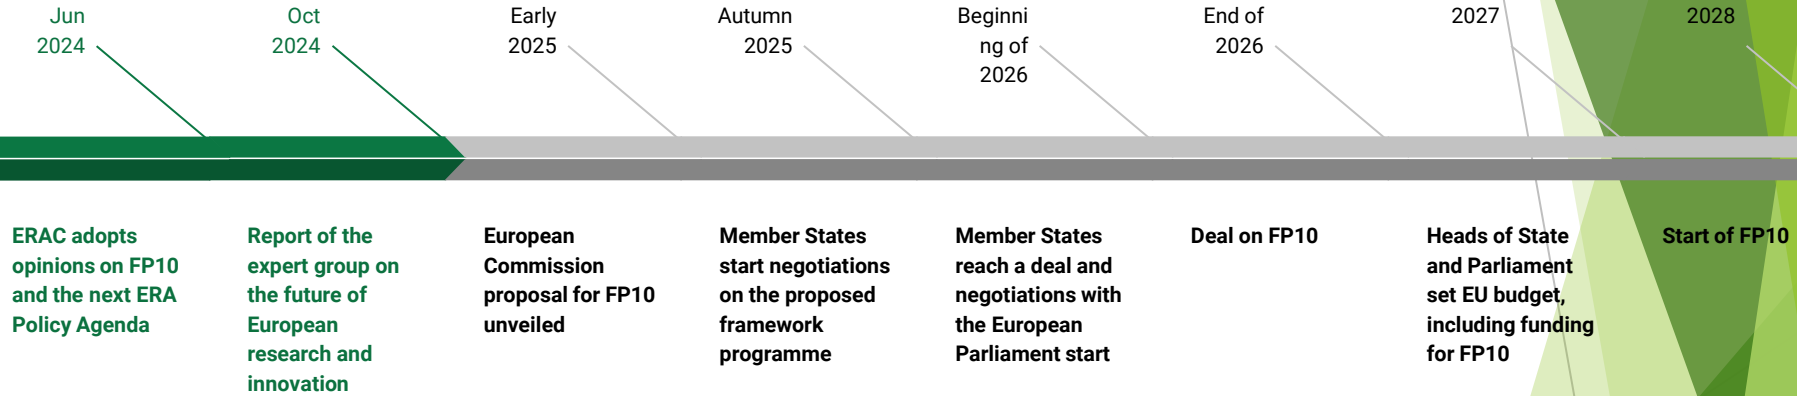 Jun
2024
Oct
2024
Early
2025
Autumn
2025
Beginni
ng of
2026
End of
2026
2027
2028
ERAC adopts
opinions on FP10
and the next ERA
Policy Agenda
Report of the
expert group on
the future of
European
research and
innovation
European
Commission
proposal for FP10
unveiled
Member States
start negotiations
on the proposed
framework
programme
Member States
reach a deal and
negotiations with
the European
Parliament start
Deal on FP10
Heads of State
and Parliament
set EU budget,
including funding
for FP10
Start of FP10